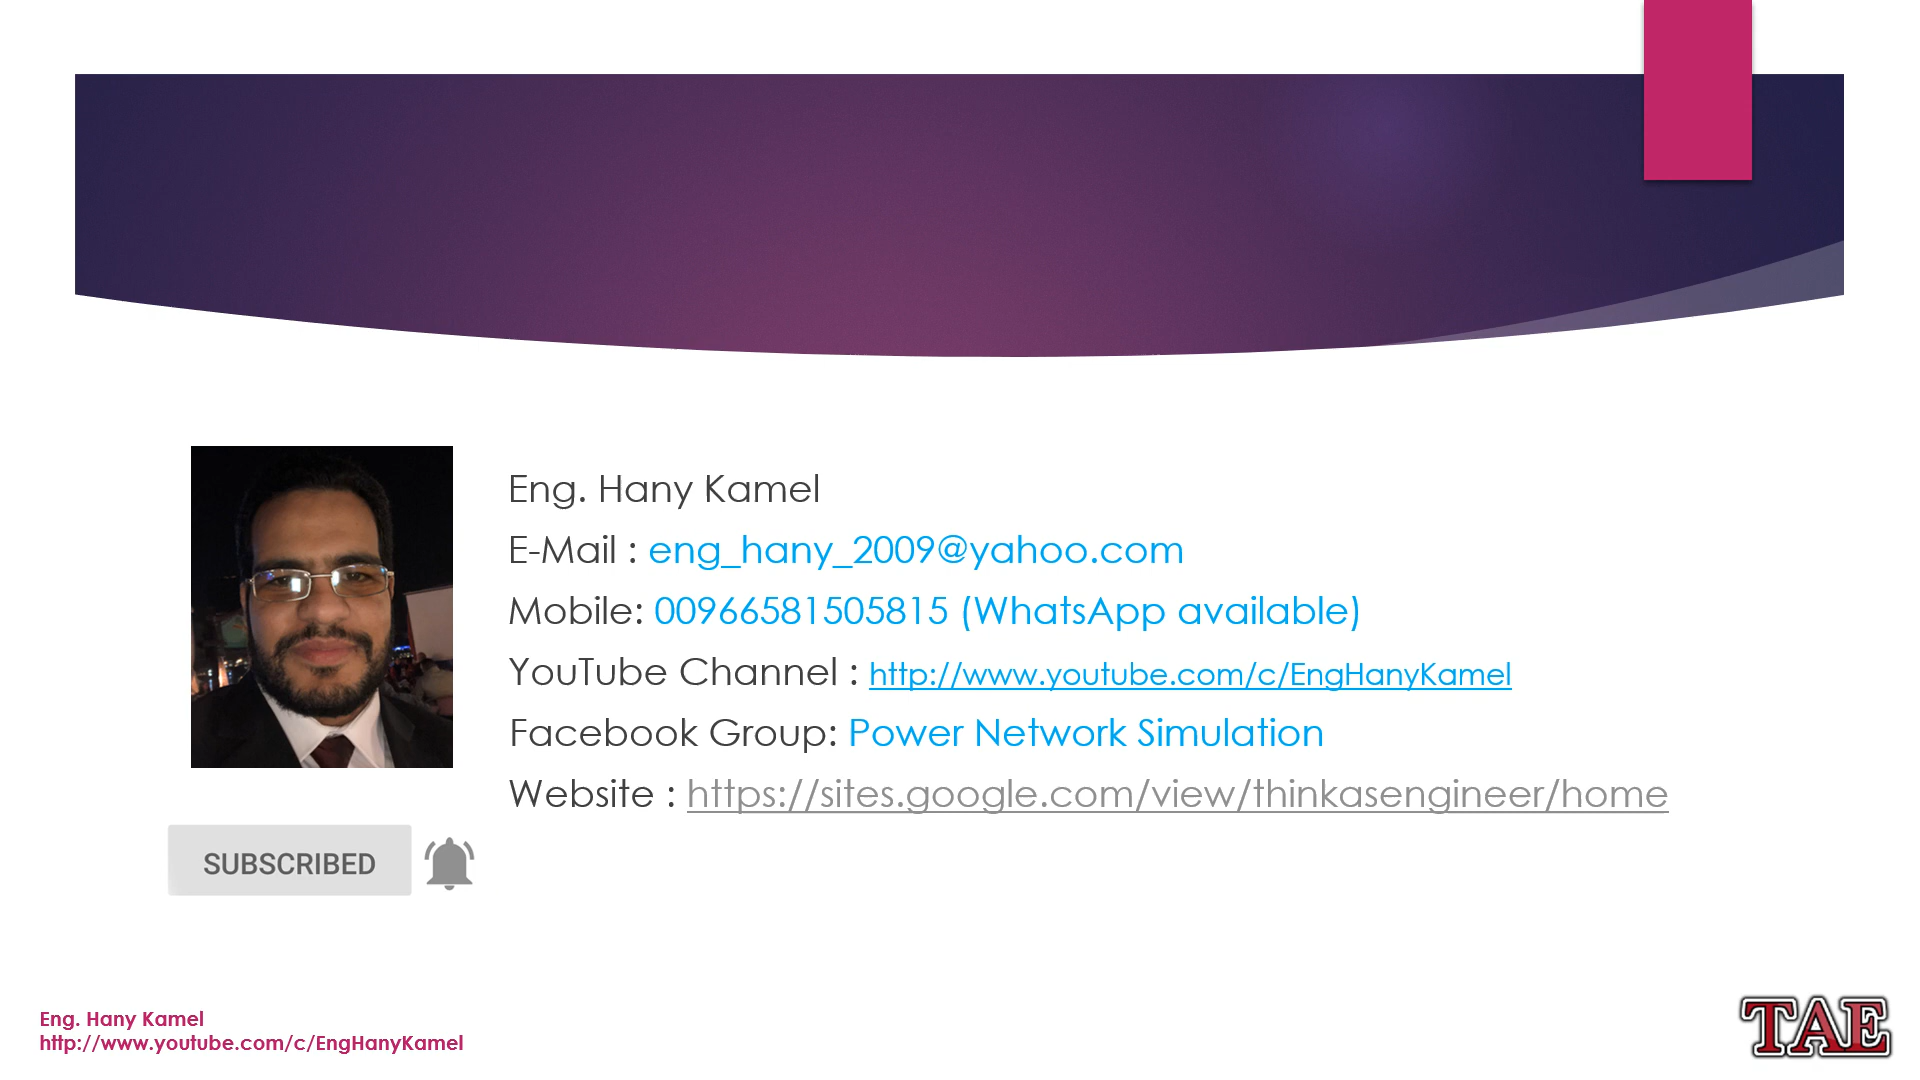 Eng. Hany Kamel
E-Mail : eng_hany_2009@yahoo.com
Mobile: 00966581505815 (WhatsApp available)
YouTube Channel : http://www.youtube.com/c/EngHanyKamel
Facebook Group: Power Network Simulation
Website : https://sites.google.com/view/thinkasengineer/home
SUBSCRIBED
Eng. Hany Kamel
http://www.youtube.com/c/EngHanyKamel
TAE